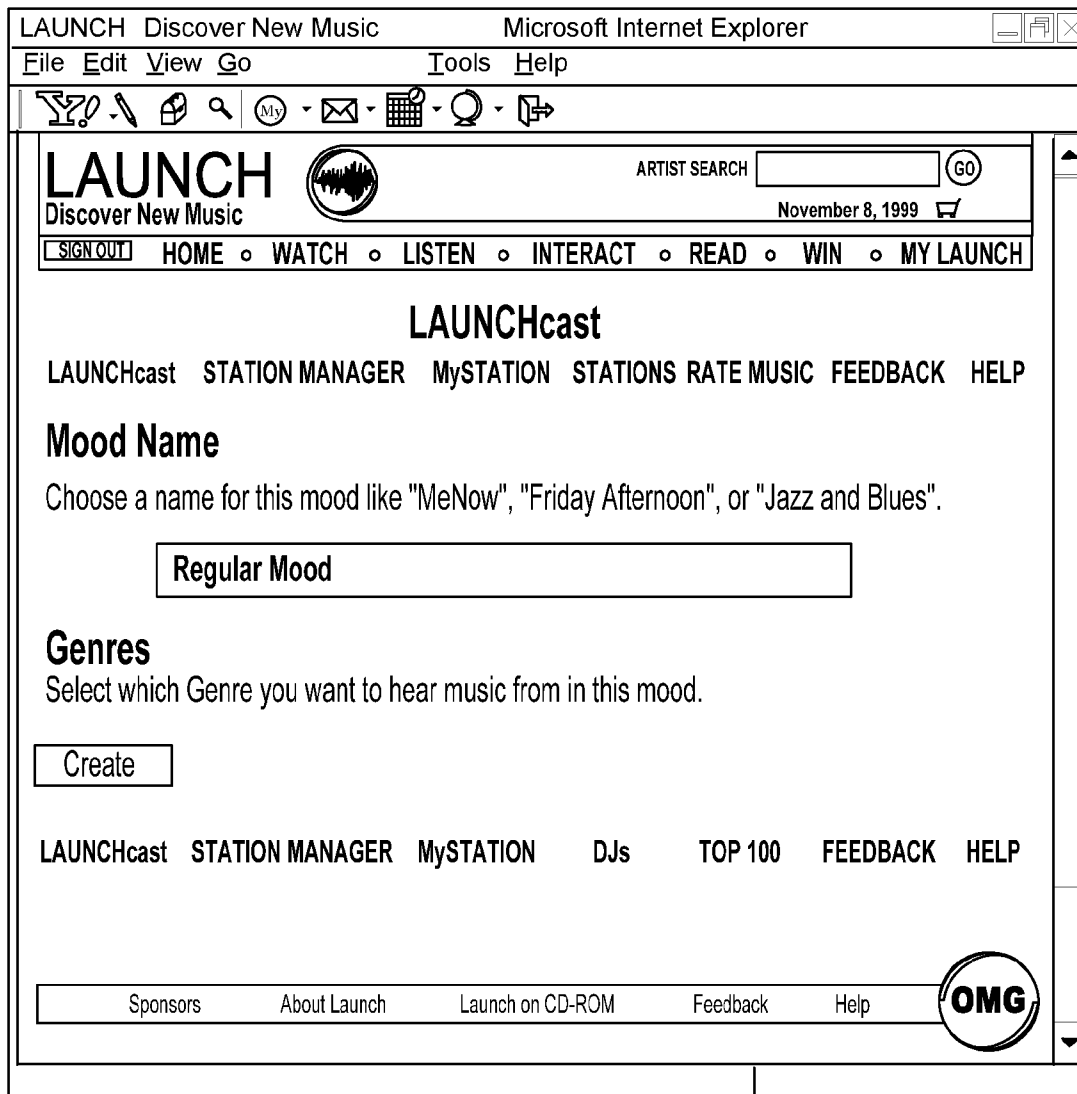 LAUNCH Discover New Music Microsoft Internet Explorer
File Edit View Go Tools Help
Y! My
LAUNCH
Discover New Music
ARTIST SEARCH GO
November 8, 1999
SIGN OUT HOME WATCH LISTEN INTERACT READ WIN MY LAUNCH
LAUNCHcast
LAUNCHcast STATION MANAGER MySTATION STATIONS RATE MUSIC FEEDBACK HELP
Mood Name
Choose a name for this mood like "MeNow", "Friday Afternoon", or "Jazz and Blues".
Regular Mood
Genres
Select which Genre you want to hear music from in this mood.
Create
LAUNCHcast STATION MANAGER MySTATION DJs TOP 100 FEEDBACK HELP
Sponsors About Launch Launch on CD-ROM Feedback Help
OMG